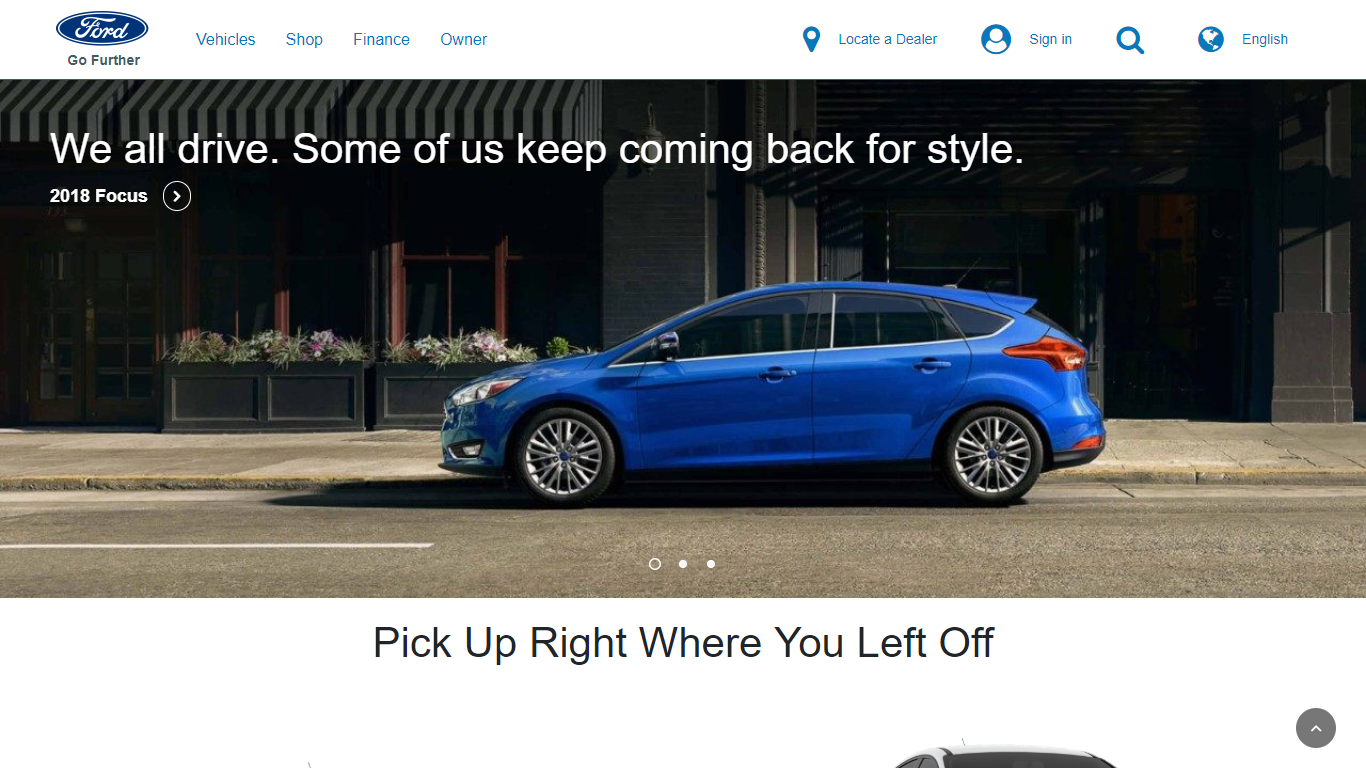 Ford
Go Further
Vehicles
Shop
Finance
Owner
Locate a Dealer
Sign in
English
We all drive. Some of us keep coming back for style.
2018 Focus
Pick Up Right Where You Left Off